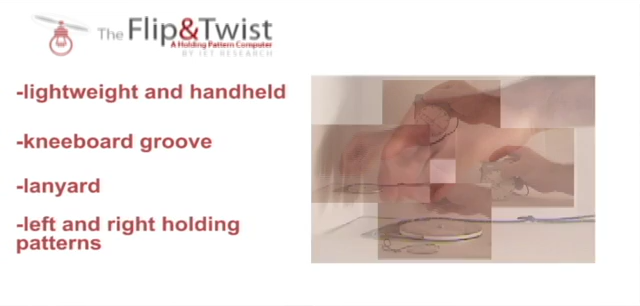 The Flip&Twist
A Holding Pattern Computer
BY IET RESEARCH
-lightweight and handheld
-kneeboard groove
-lanyard
-left and right holding
patterns